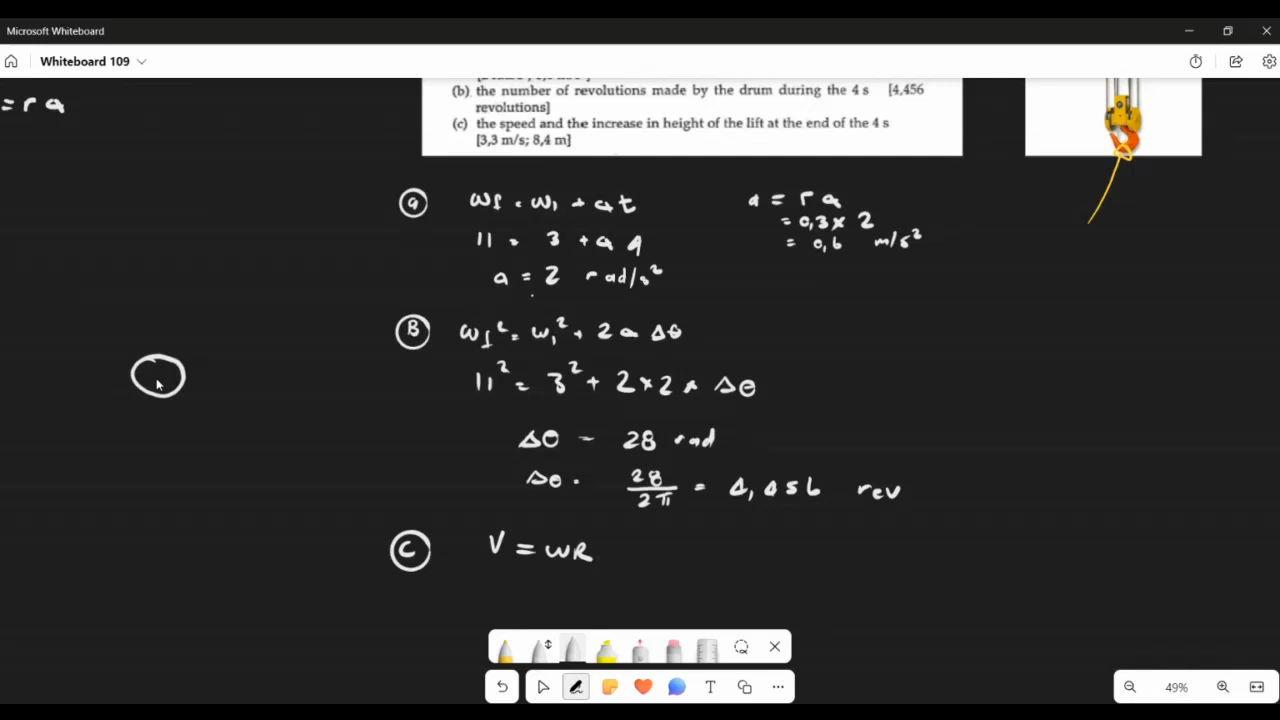 Microsoft Whiteboard
Whiteboard 109
= r a
(b) the number of revolutions made by the drum during the 4 s [4,456
revolutions]
(c) the speed and the increase in height of the lift at the end of the 4 s
[3,3 m/s; 8,4 m]
a ωf = ω1 + α t
11 = 3 + α 4
α = 2 rad/s²
a = r α
= 0,3 × 2
= 0,6 m/s²
B ωf² = ω1² + 2 α Δθ
11² = 3² + 2 × 2 × Δθ
Δθ = 28 rad
Δθ = 28/2π = 4,456 rev
C V = ωR
T
49%